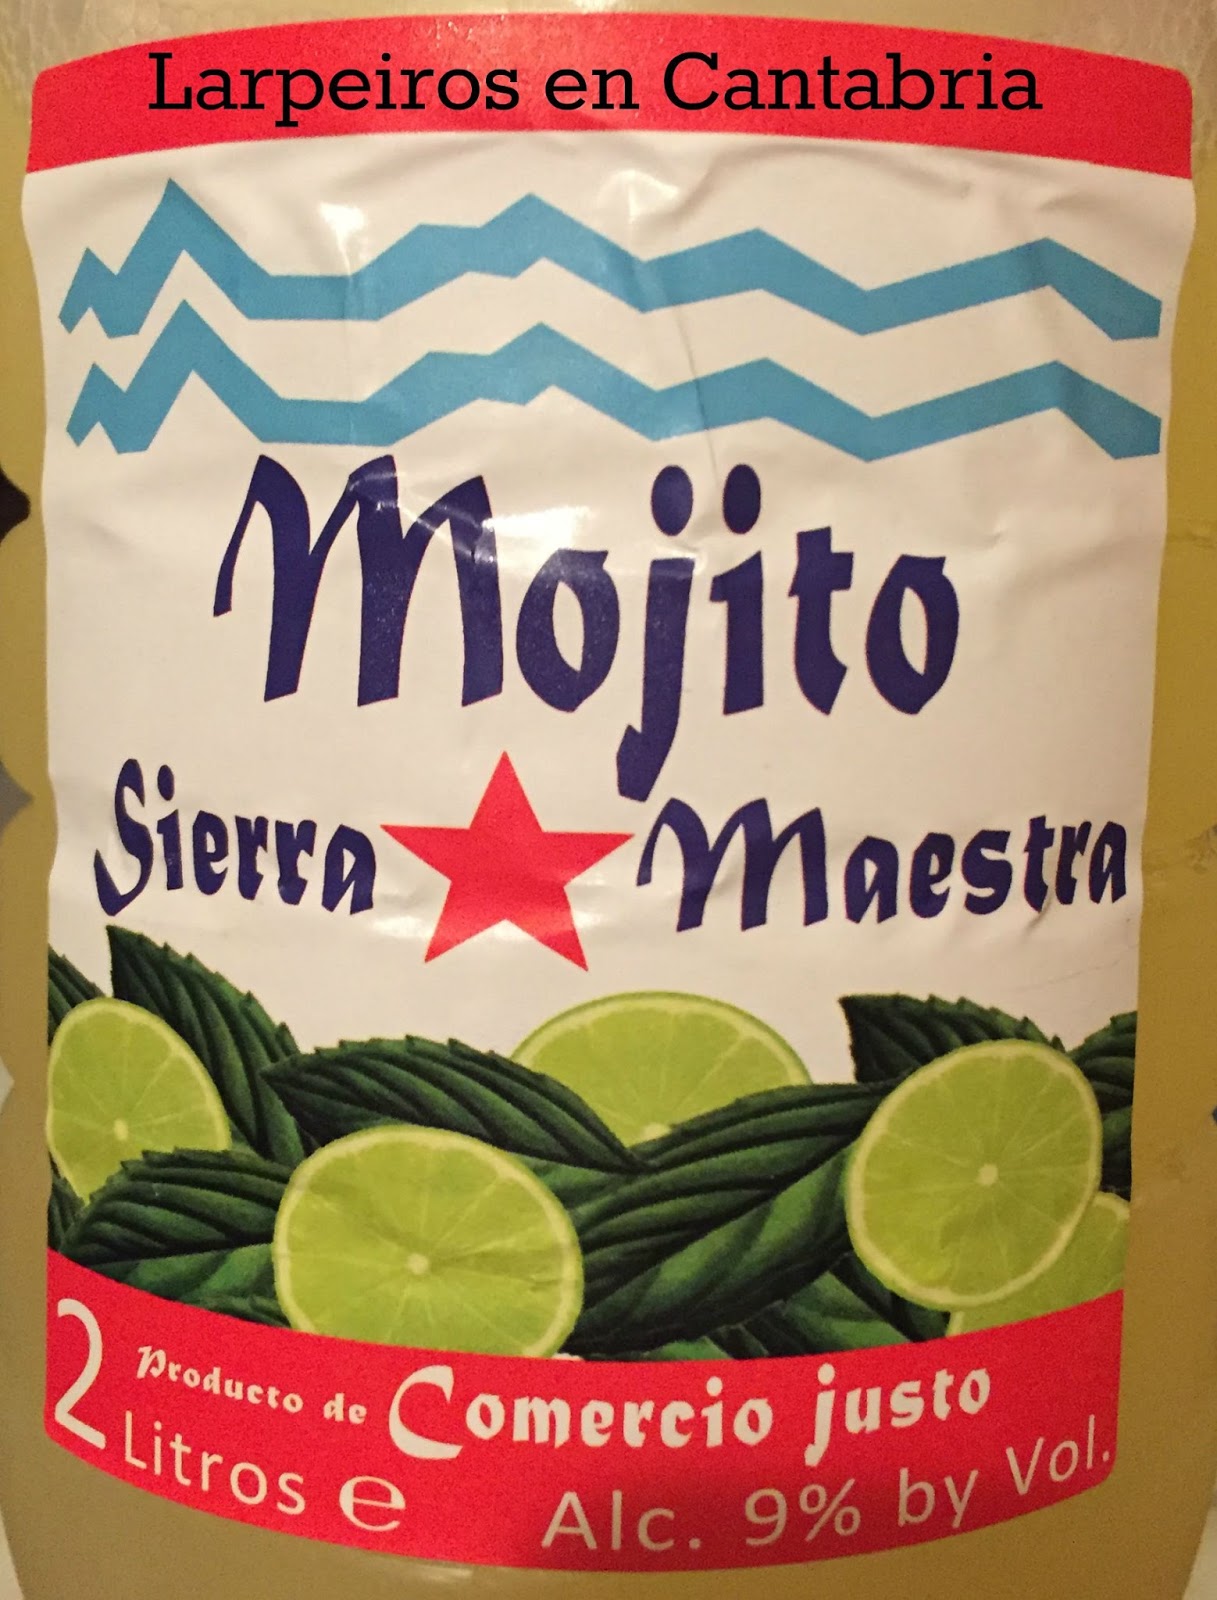 Larpeiros en Cantabria
Mojito
Sierra Maestra
2 Litros e
Producto de Comercio justo
Alc. 9% by Vol.